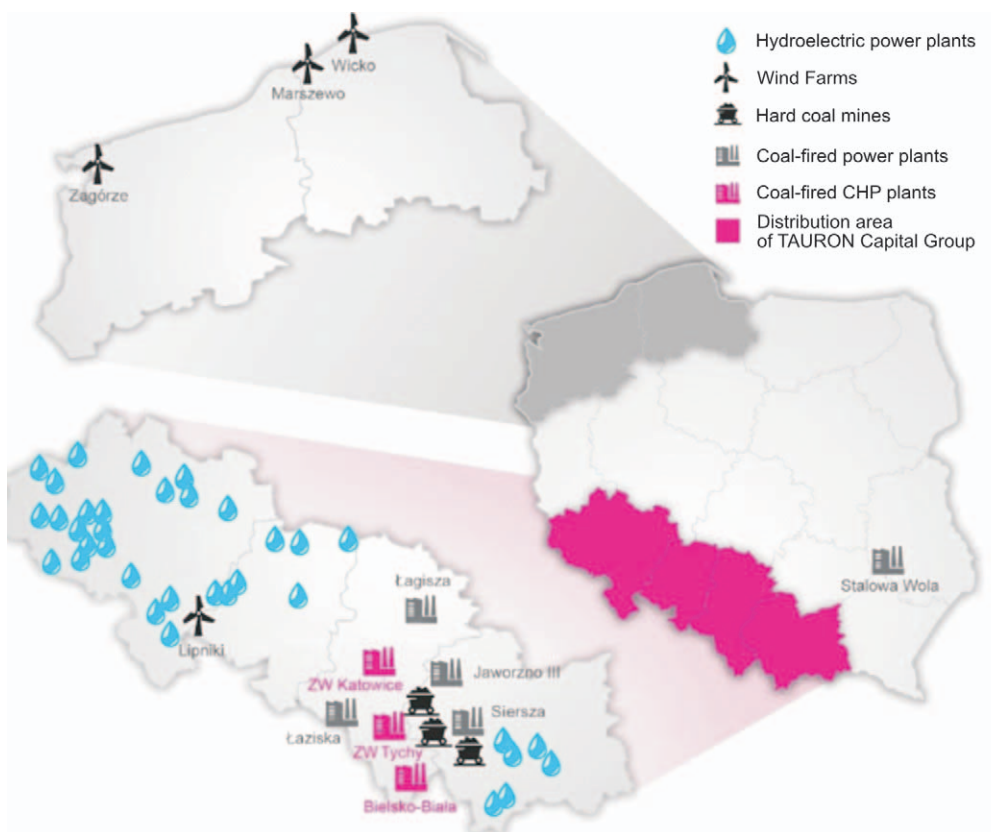 Hydroelectric power plants
Wind Farms
Hard coal mines
Coal-fired power plants
Coal-fired CHP plants
Distribution area
of TAURON Capital Group
Wicko
Marszewo
Zagórze
Stalowa Wola
Łagisza
Lipniki
Jaworzno III
ZW Katowice
Siersza
Łaziska
ZW Tychy
Bielsko-Biała